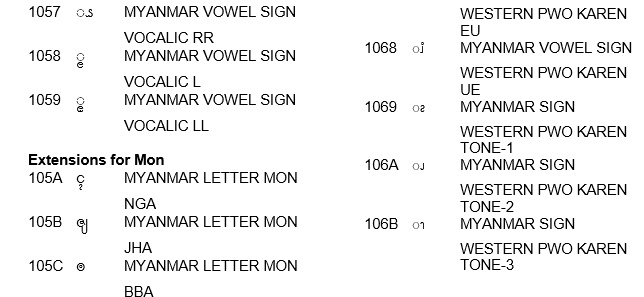 1057 ◌ၗ MYANMAR VOWEL SIGN
VOCALIC RR
1058 ◌ၘ MYANMAR VOWEL SIGN
VOCALIC L
1059 ◌ၙ MYANMAR VOWEL SIGN
VOCALIC LL
Extensions for Mon
105A ၚ MYANMAR LETTER MON
NGA
105B ၛ MYANMAR LETTER MON
JHA
105C ၜ MYANMAR LETTER MON
BBA
WESTERN PWO KAREN
EU
1068 ◌ၨ MYANMAR VOWEL SIGN
WESTERN PWO KAREN
UE
1069 ◌ၩ MYANMAR SIGN
WESTERN PWO KAREN
TONE-1
106A ◌ၪ MYANMAR SIGN
WESTERN PWO KAREN
TONE-2
106B ◌ၫ MYANMAR SIGN
WESTERN PWO KAREN
TONE-3